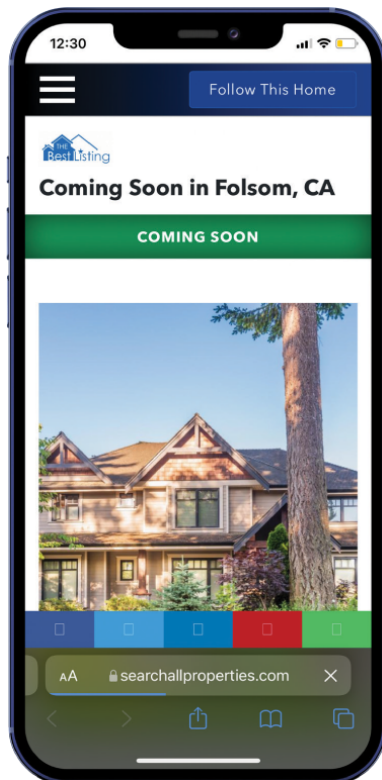 12:30
Follow This Home
THE
Best Listing
Coming Soon in Folsom, CA
COMING SOON
AA searchallproperties.com